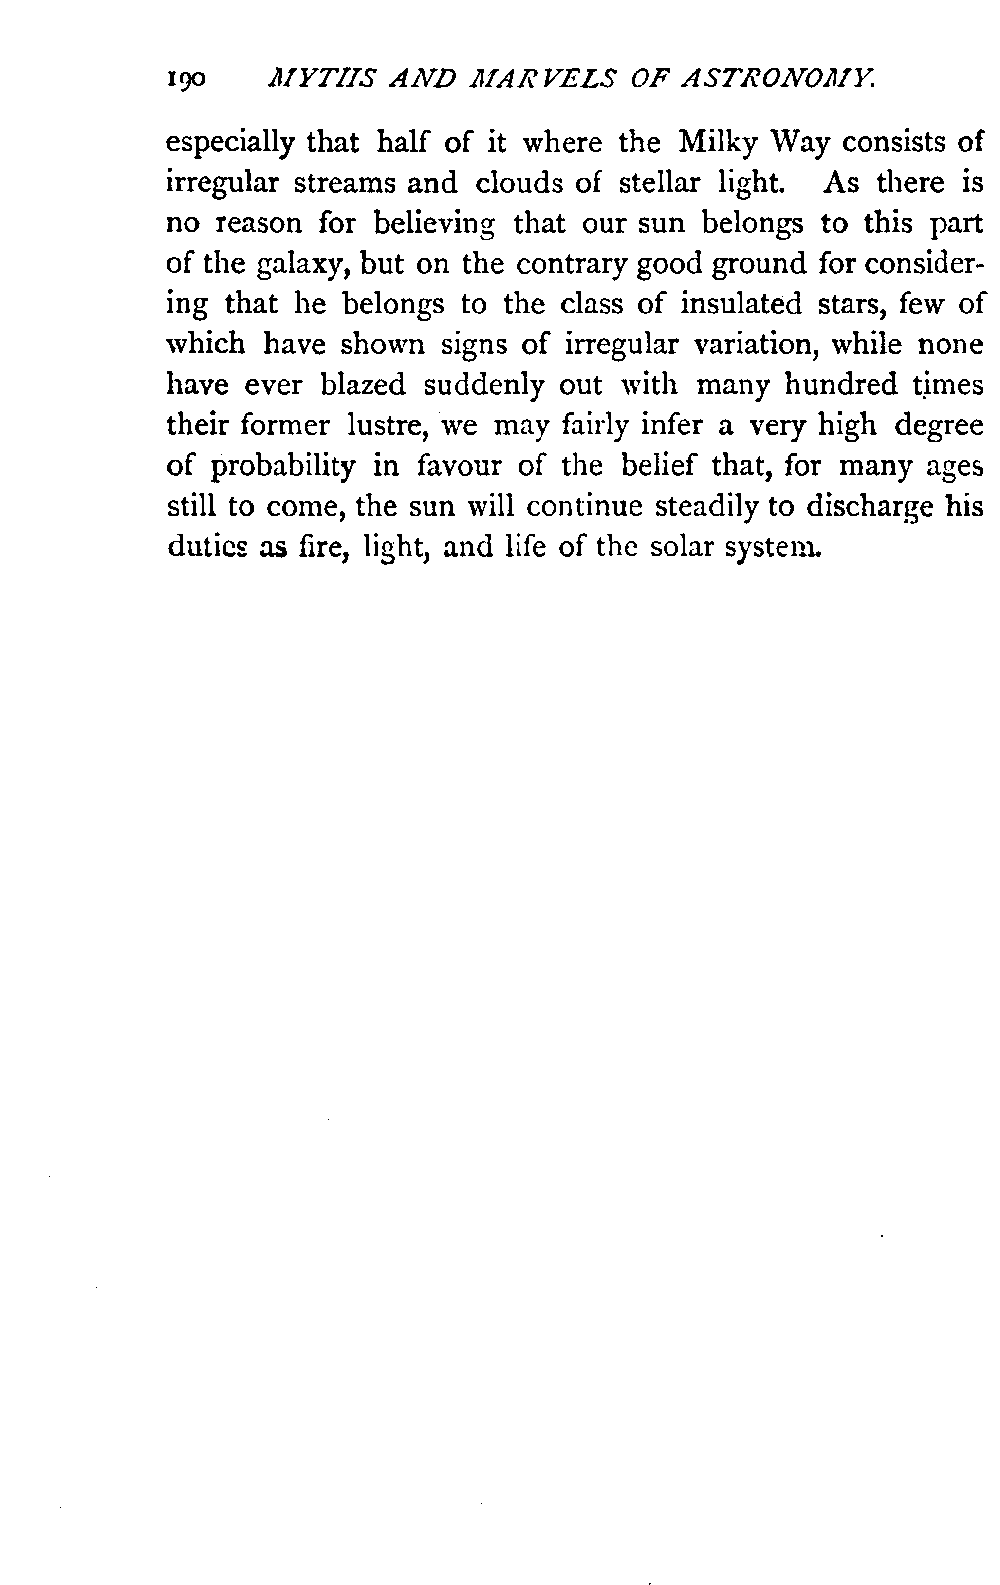 190 MYTHS AND MARVELS OF ASTRONOMY.
especially that half of it where the Milky Way consists of
irregular streams and clouds of stellar light. As there is
no reason for believing that our sun belongs to this part
of the galaxy, but on the contrary good ground for consider-
ing that he belongs to the class of insulated stars, few of
which have shown signs of irregular variation, while none
have ever blazed suddenly out with many hundred times
their former lustre, we may fairly infer a very high degree
of probability in favour of the belief that, for many ages
still to come, the sun will continue steadily to discharge his
duties as fire, light, and life of the solar system.